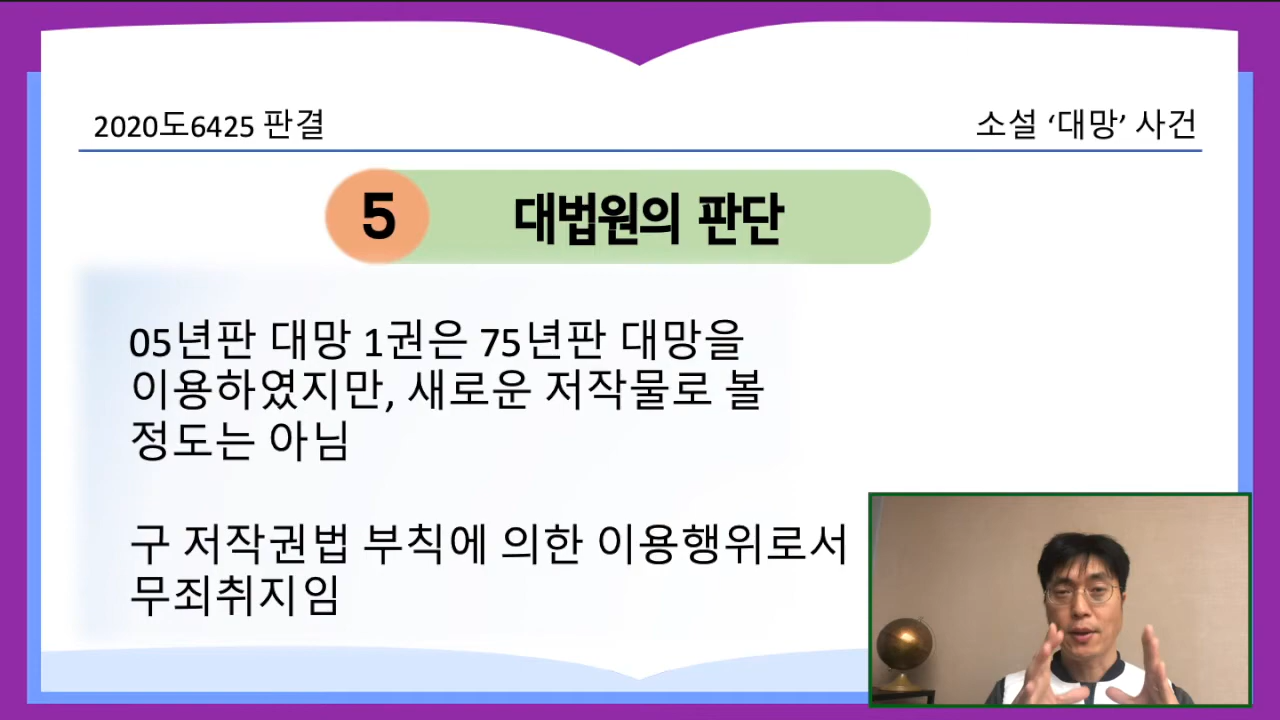 2020도6425 판결
소설 ‘대망’ 사건
5 대법원의 판단
05년판 대망 1권은 75년판 대망을
이용하였지만, 새로운 저작물로 볼
정도는 아님
구 저작권법 부칙에 의한 이용행위로서
무죄취지임